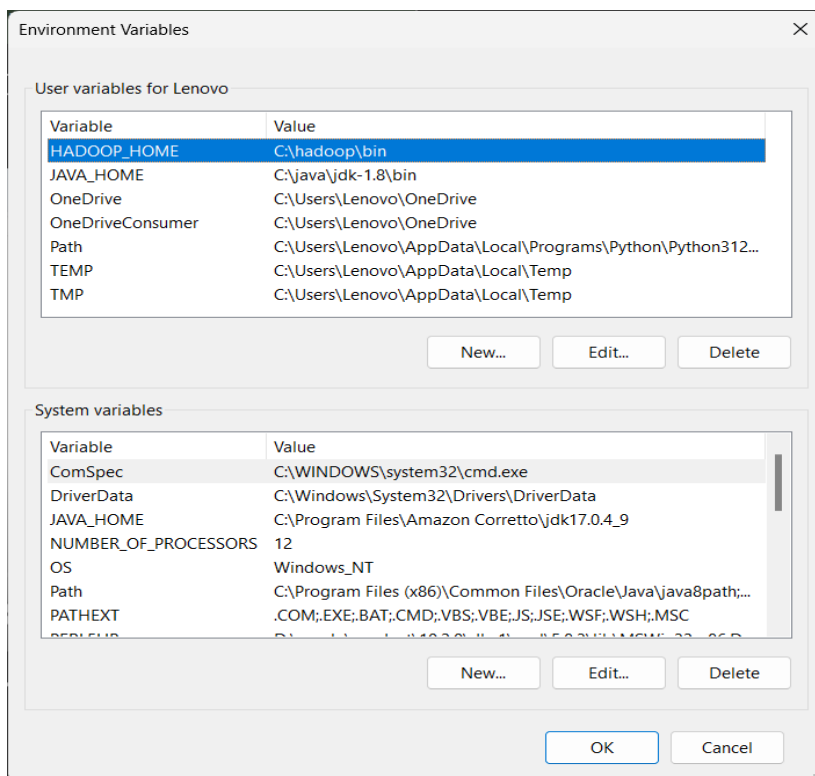 Environment Variables
User variables for Lenovo
Variable Value
HADOOP_HOME C:\hadoop\bin
JAVA_HOME C:\java\jdk-1.8\bin
OneDrive C:\Users\Lenovo\OneDrive
OneDriveConsumer C:\Users\Lenovo\OneDrive
Path C:\Users\Lenovo\AppData\Local\Programs\Python\Python312...
TEMP C:\Users\Lenovo\AppData\Local\Temp
TMP C:\Users\Lenovo\AppData\Local\Temp
New... Edit... Delete
System variables
Variable Value
ComSpec C:\WINDOWS\system32\cmd.exe
DriverData C:\Windows\System32\Drivers\DriverData
JAVA_HOME C:\Program Files\Amazon Corretto\jdk17.0.4_9
NUMBER_OF_PROCESSORS 12
OS Windows_NT
Path C:\Program Files (x86)\Common Files\Oracle\Java\java8path;...
PATHEXT .COM;.EXE;.BAT;.CMD;.VBS;.VBE;.JS;.JSE;.WSF;.WSH;.MSC
New... Edit... Delete
OK Cancel